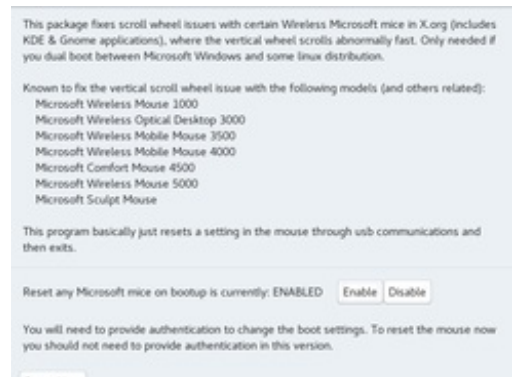 This package fixes scroll wheel issues with certain Wireless Microsoft mice in X.org (includes
KDE & Gnome applications), where the vertical wheel scrolls abnormally fast. Only needed if
you dual boot between Microsoft Windows and some linux distribution.
Known to fix the vertical scroll wheel issue with the following models (and others related):
Microsoft Wireless Mouse 1000
Microsoft Wireless Optical Desktop 3000
Microsoft Wireless Mobile Mouse 3500
Microsoft Wireless Mobile Mouse 4000
Microsoft Comfort Mouse 4500
Microsoft Wireless Mouse 5000
Microsoft Sculpt Mouse
This program basically just resets a setting in the mouse through usb communications and
then exits.
Reset any Microsoft mice on bootup is currently: ENABLED Enable Disable
You will need to provide authentication to change the boot settings. To reset the mouse now
you should not need to provide authentication in this version.